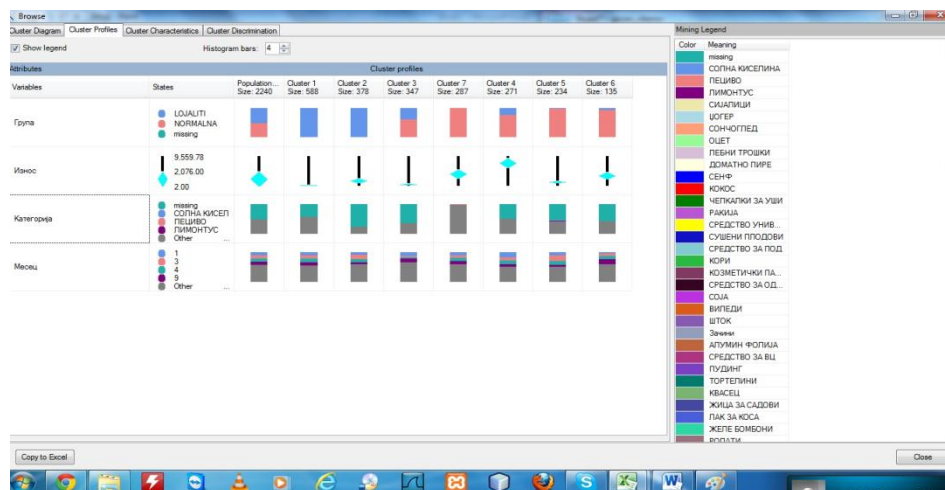 Browse
Cluster Diagram Cluster Profiles Cluster Characteristics Cluster Discrimination
Show legend Histogram bars: 4
Attributes Cluster profiles
Variables States Population... Size: 2240 Cluster 1 Size: 588 Cluster 2 Size: 378 Cluster 3 Size: 347 Cluster 7 Size: 287 Cluster 4 Size: 271 Cluster 5 Size: 234 Cluster 6 Size: 135
Група
LOJALITI
NORMALNA
missing
Износ
9.559.78
2.076.00
2.00
Категорија
missing
СОЛНА КИСЕЛ
ПЕЦИВО
ЛИМОНТУС
Other ...
Месец
1
3
4
9
Other ...
Mining Legend
Color Meaning
missing
СОЛНА КИСЕЛИНА
ПЕЦИВО
ЛИМОНТУС
СИЈАЛИЦИ
ЏОГЕР
СОНЧОГЛЕД
ОЦЕТ
ЛЕБНИ ТРОШКИ
ДОМАТНО ПИРЕ
СЕНФ
КОКОС
ЧЕПКАЛКИ ЗА УШИ
РАКИЈА
СРЕДСТВО УНИВ...
СУШЕНИ ПЛОДОВИ
СРЕДСТВО ЗА ПОД
КОРИ
КОЗМЕТИЧКИ ПА...
СРЕДСТВО ЗА ОД...
СОЈА
ВИЛЕДИ
ШТОК
Зачини
АЛУМИН ФОЛИЈА
СРЕДСТВО ЗА ВЦ
ПУДИНГ
ТОРТЕЛИНИ
КВАСЕЦ
ЖИЦА ЗА САДОВИ
ЛАК ЗА КОСА
ЖЕЛЕ БОМБОНИ
Copy to Excel
Close